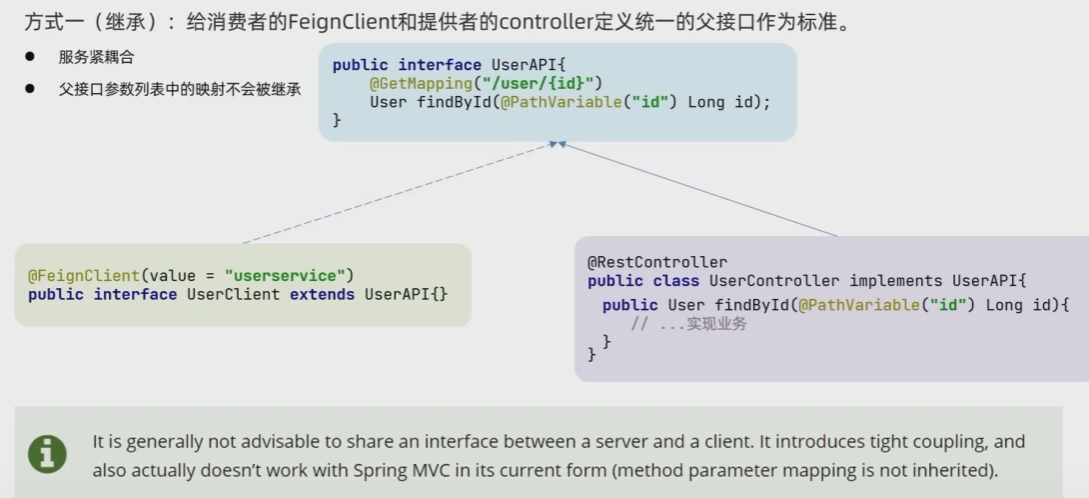 方式一（继承）：给消费者的FeignClient和提供者的controller定义统一的父接口作为标准。
● 服务紧耦合
● 父接口参数列表中的映射不会被继承
public interface UserAPI{
@GetMapping("/user/{id}")
User findById(@PathVariable("id") Long id);
}
@FeignClient(value = "userservice")
public interface UserClient extends UserAPI{}
@RestController
public class UserController implements UserAPI{
public User findById(@PathVariable("id") Long id){
// ...实现业务
}
}
It is generally not advisable to share an interface between a server and a client. It introduces tight coupling, and
also actually doesn't work with Spring MVC in its current form (method parameter mapping is not inherited).